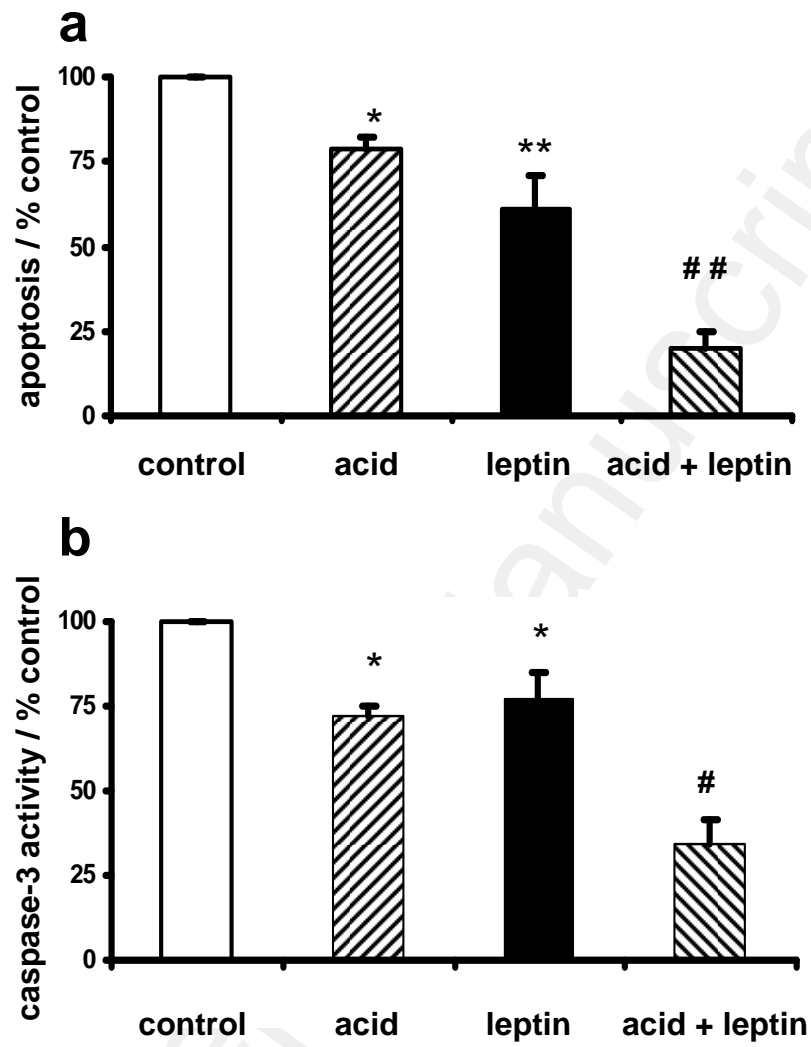 a
apoptosis / % control
100
75
50
25
0
*
**
# #
control acid leptin acid + leptin
b
caspase-3 activity / % control
100
75
50
25
0
*
*
#
control acid leptin acid + leptin